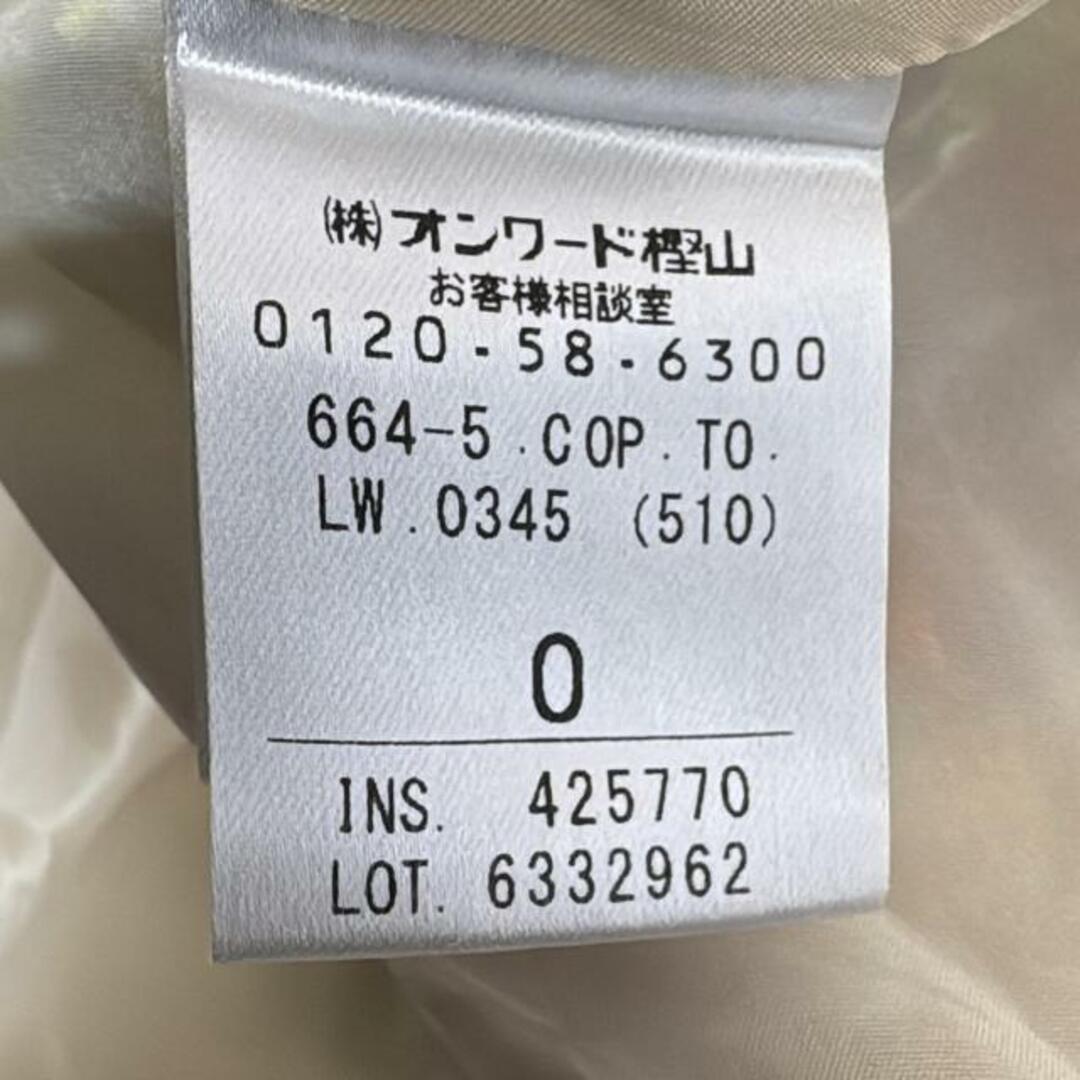 (株)オンワード樫山
お客様相談室
0120-58-6300
664-5.COP.TO.
LW.0345 (510)
0
INS. 425770
LOT. 6332962